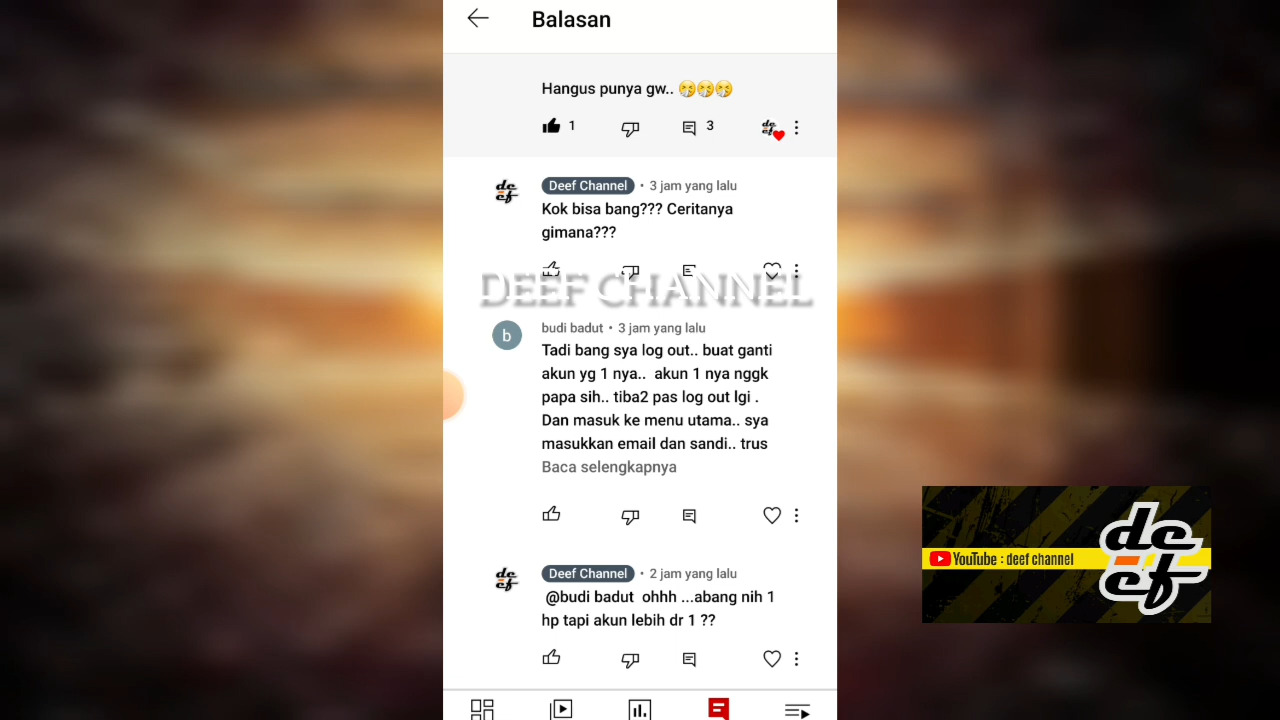 Balasan
Hangus punya gw.. 🤧🤧🤧
1
3
Deef Channel • 3 jam yang lalu
Kok bisa bang??? Ceritanya
gimana???
DEEF CHANNEL
b
budi badut • 3 jam yang lalu
Tadi bang sya log out.. buat ganti
akun yg 1 nya..  akun 1 nya nggk
papa sih.. tiba2 pas log out lgi .
Dan masuk ke menu utama.. sya
masukkan email dan sandi.. trus
Baca selengkapnya
Deef Channel • 2 jam yang lalu
@budi badut  ohhh ...abang nih 1
hp tapi akun lebih dr 1 ??
YouTube : deef channel
deef